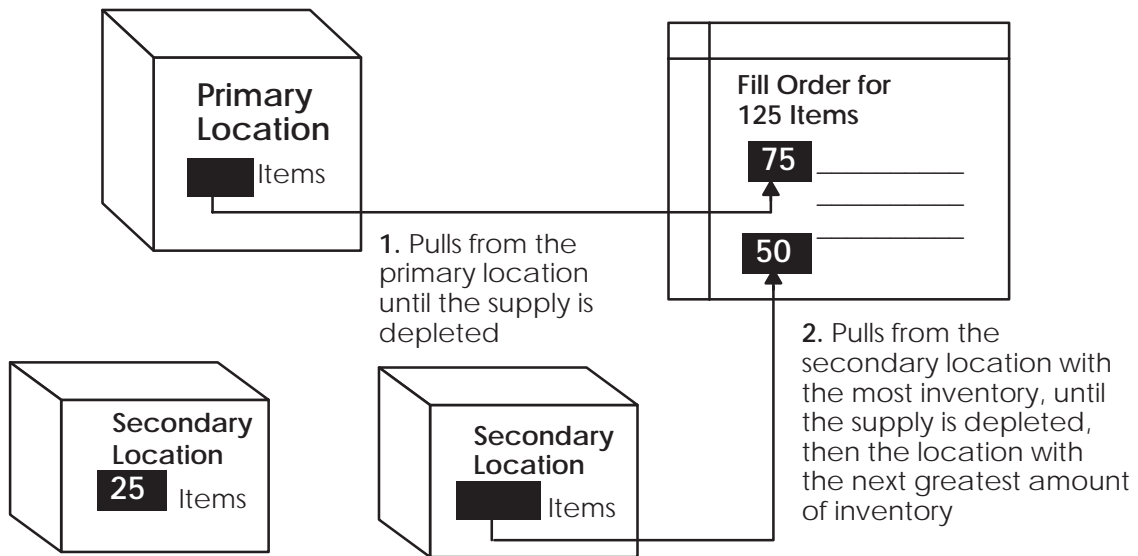 Primary
Location
Items
Fill Order for
125 Items
75
50
1. Pulls from the
primary location
until the supply is
depleted
2. Pulls from the
secondary location with
the most inventory, until
the supply is depleted,
then the location with
the next greatest amount
of inventory
Secondary
Location
25 Items
Secondary
Location
Items